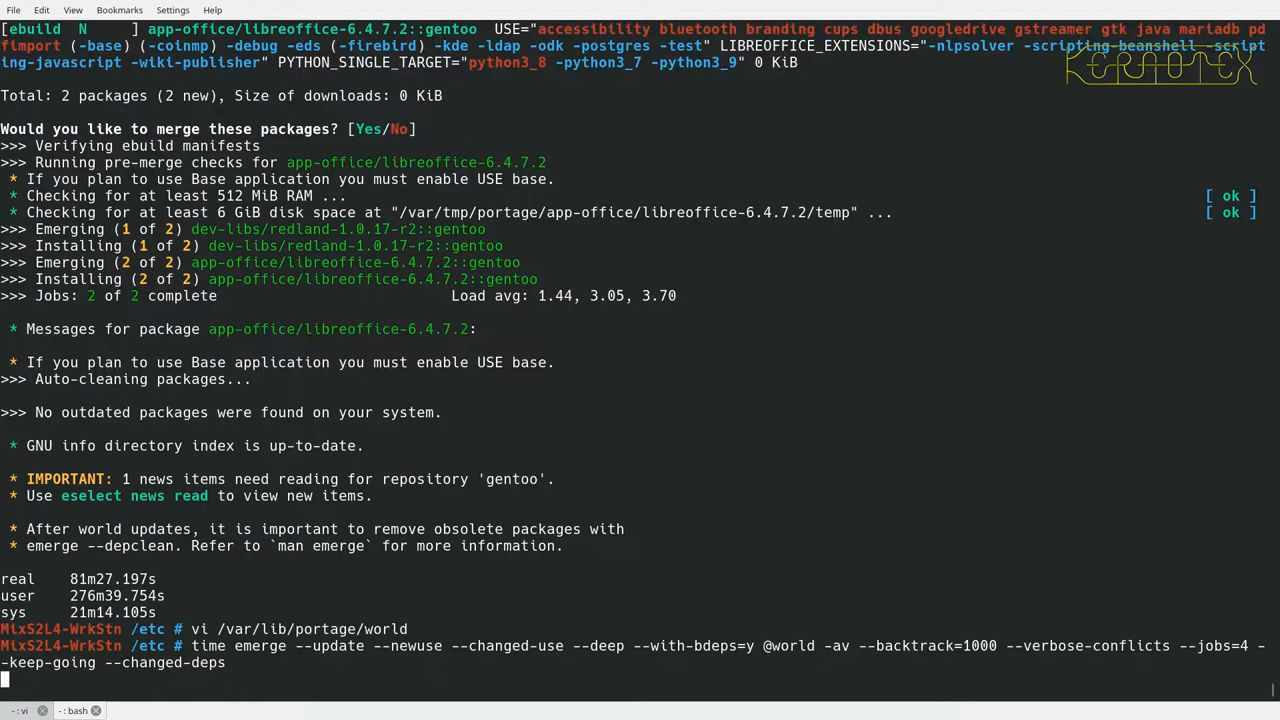 File Edit View Bookmarks Settings Help
[ebuild  N     ] app-office/libreoffice-6.4.7.2::gentoo  USE="accessibility bluetooth branding cups dbus googledrive gstreamer gtk java mariadb pd
fimport (-base) (-coinmp) -debug -eds (-firebird) -kde -ldap -odk -postgres -test" LIBREOFFICE_EXTENSIONS="-nlpsolver -scripting-beanshell -script
ing-javascript -wiki-publisher" PYTHON_SINGLE_TARGET="python3_8 -python3_7 -python3_9" 0 KiB
KERNOTEX
Total: 2 packages (2 new), Size of downloads: 0 KiB
Would you like to merge these packages? [Yes/No]
>>> Verifying ebuild manifests
>>> Running pre-merge checks for app-office/libreoffice-6.4.7.2
* If you plan to use Base application you must enable USE base.
* Checking for at least 512 MiB RAM ... [ ok ]
* Checking for at least 6 GiB disk space at "/var/tmp/portage/app-office/libreoffice-6.4.7.2/temp" ... [ ok ]
>>> Emerging (1 of 2) dev-libs/redland-1.0.17-r2::gentoo
>>> Installing (1 of 2) dev-libs/redland-1.0.17-r2::gentoo
>>> Emerging (2 of 2) app-office/libreoffice-6.4.7.2::gentoo
>>> Installing (2 of 2) app-office/libreoffice-6.4.7.2::gentoo
>>> Jobs: 2 of 2 complete Load avg: 1.44, 3.05, 3.70
* Messages for package app-office/libreoffice-6.4.7.2:
* If you plan to use Base application you must enable USE base.
>>> Auto-cleaning packages...
>>> No outdated packages were found on your system.
* GNU info directory index is up-to-date.
* IMPORTANT: 1 news items need reading for repository 'gentoo'.
* Use eselect news read to view new items.
* After world updates, it is important to remove obsolete packages with
* emerge --depclean. Refer to `man emerge` for more information.
real 81m27.197s
user 276m39.754s
sys 21m14.105s
MixS2L4-WrkStn /etc # vi /var/lib/portage/world
MixS2L4-WrkStn /etc # time emerge --update --newuse --changed-use --deep --with-bdeps=y @world -av --backtrack=1000 --verbose-conflicts --jobs=4 -
-keep-going --changed-deps
- : vi - : bash